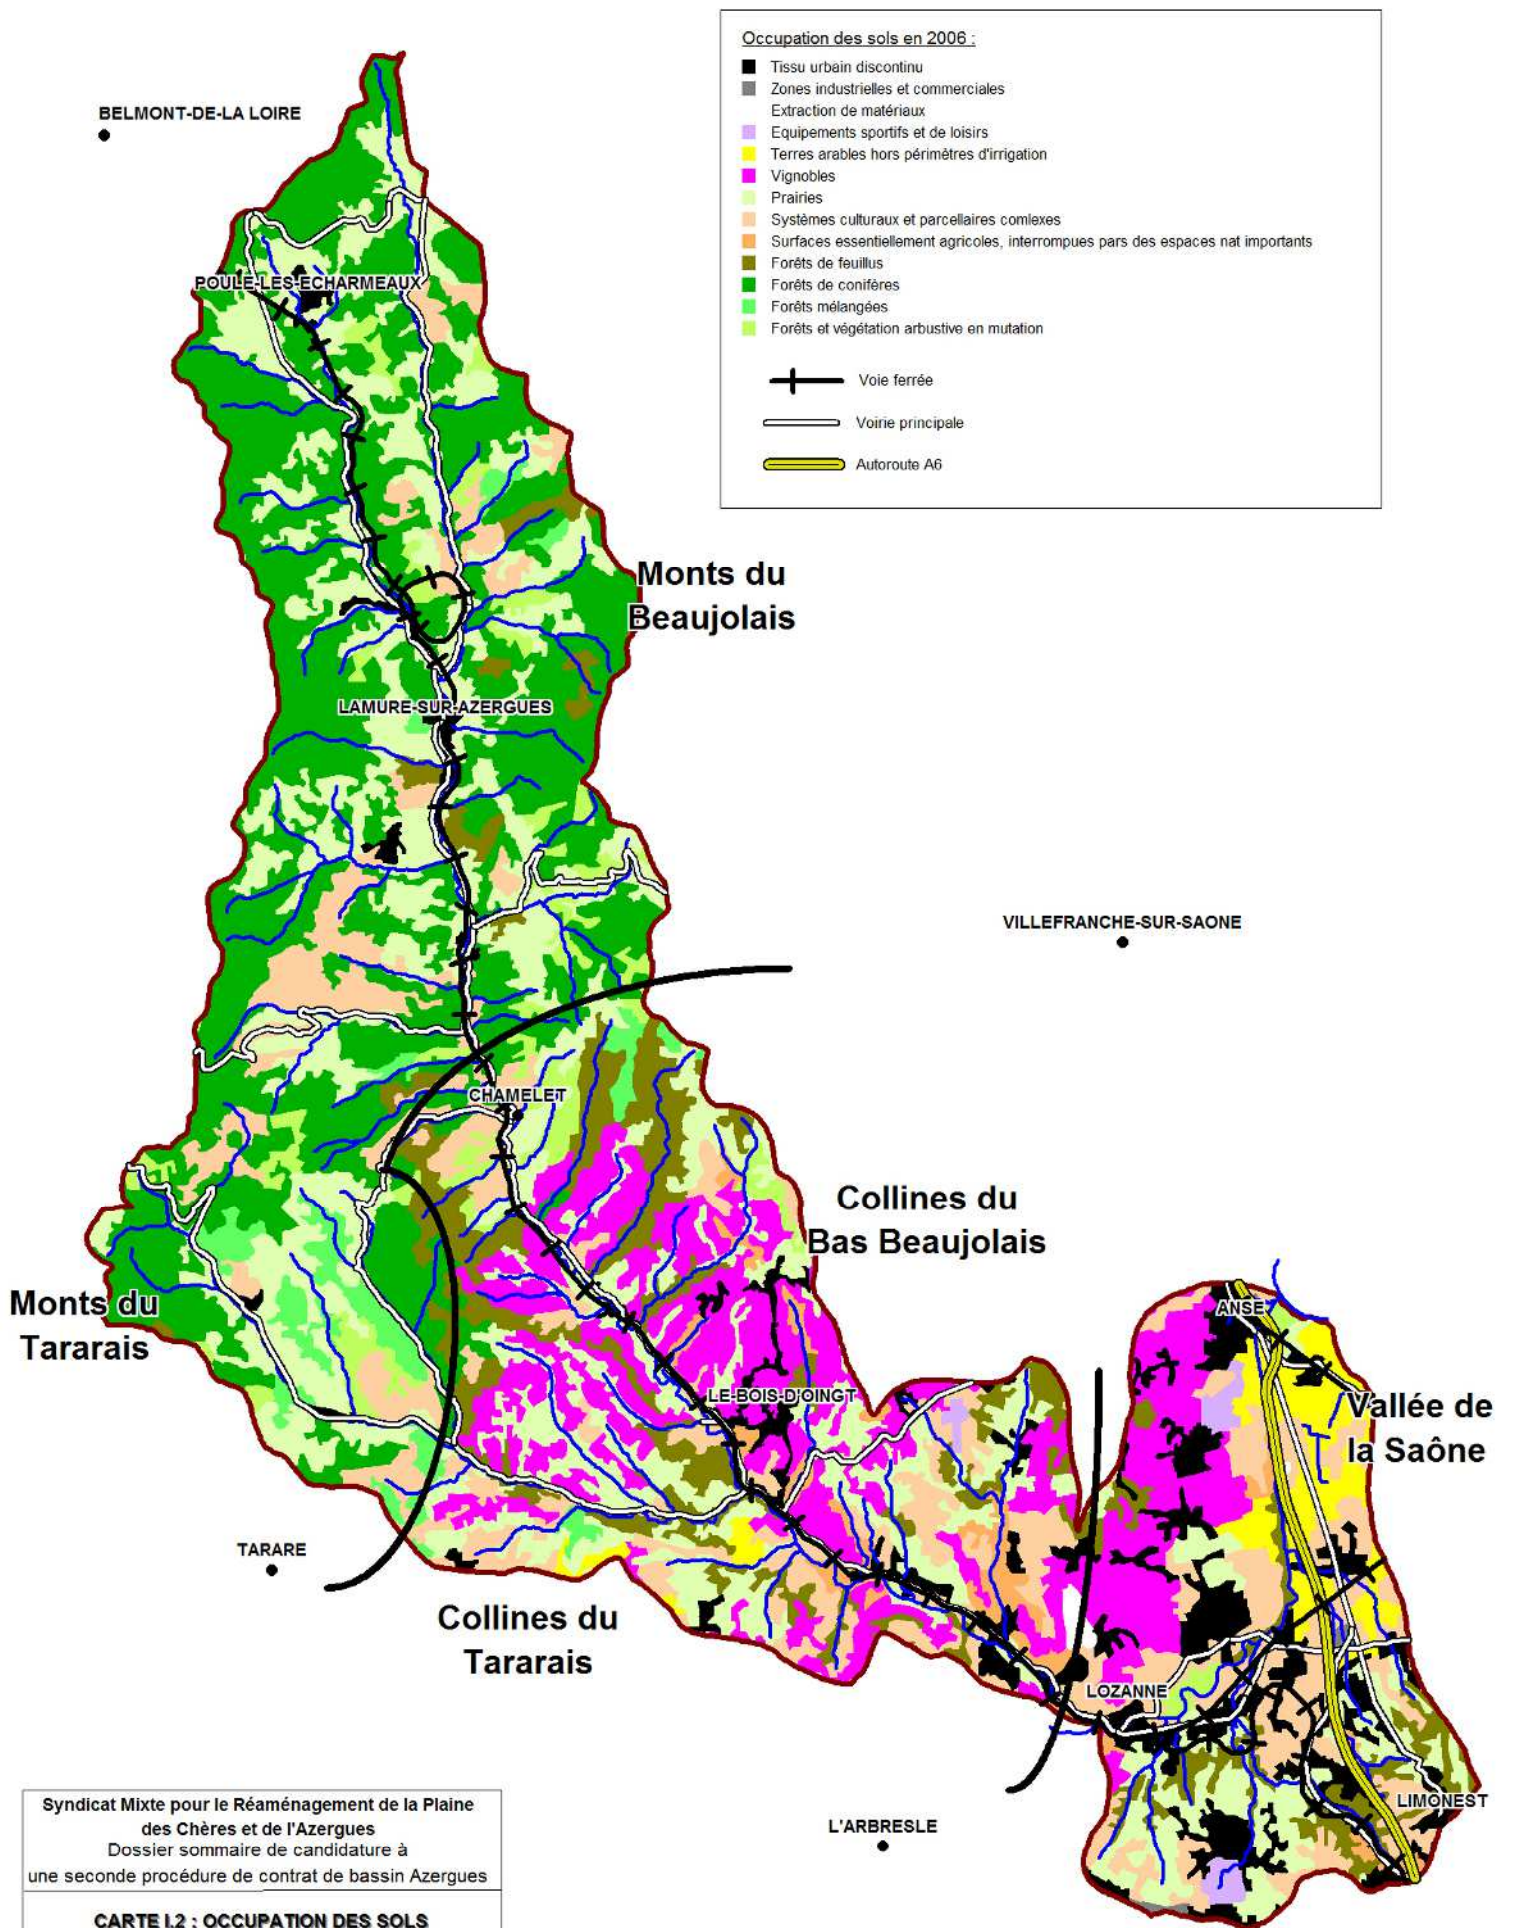 Occupation des sols en 2006 :
Tissu urbain discontinu
Zones industrielles et commerciales
Extraction de matériaux
Equipements sportifs et de loisirs
Terres arables hors périmètres d'irrigation
Vignobles
Prairies
Systèmes culturaux et parcellaires comlexes
Surfaces essentiellement agricoles, interrompues pars des espaces nat importants
Forêts de feuillus
Forêts de conifères
Forêts mélangées
Forêts et végétation arbustive en mutation
Voie ferrée
Voirie principale
Autoroute A6
BELMONT-DE-LA LOIRE
POULE-LES-ECHARMEAUX
Monts du
Beaujolais
LAMURE-SUR-AZERGUES
VILLEFRANCHE-SUR-SAONE
CHAMELET
Collines du
Bas Beaujolais
Monts du
Tararais
ANSE
LE-BOIS-D'OINGT
Vallée de
la Saône
TARARE
Collines du
Tararais
LOZANNE
LIMONEST
L'ARBRESLE
Syndicat Mixte pour le Réaménagement de la Plaine
des Chères et de l'Azergues
Dossier sommaire de candidature à
une seconde procédure de contrat de bassin Azergues
CARTE I.2 : OCCUPATION DES SOLS